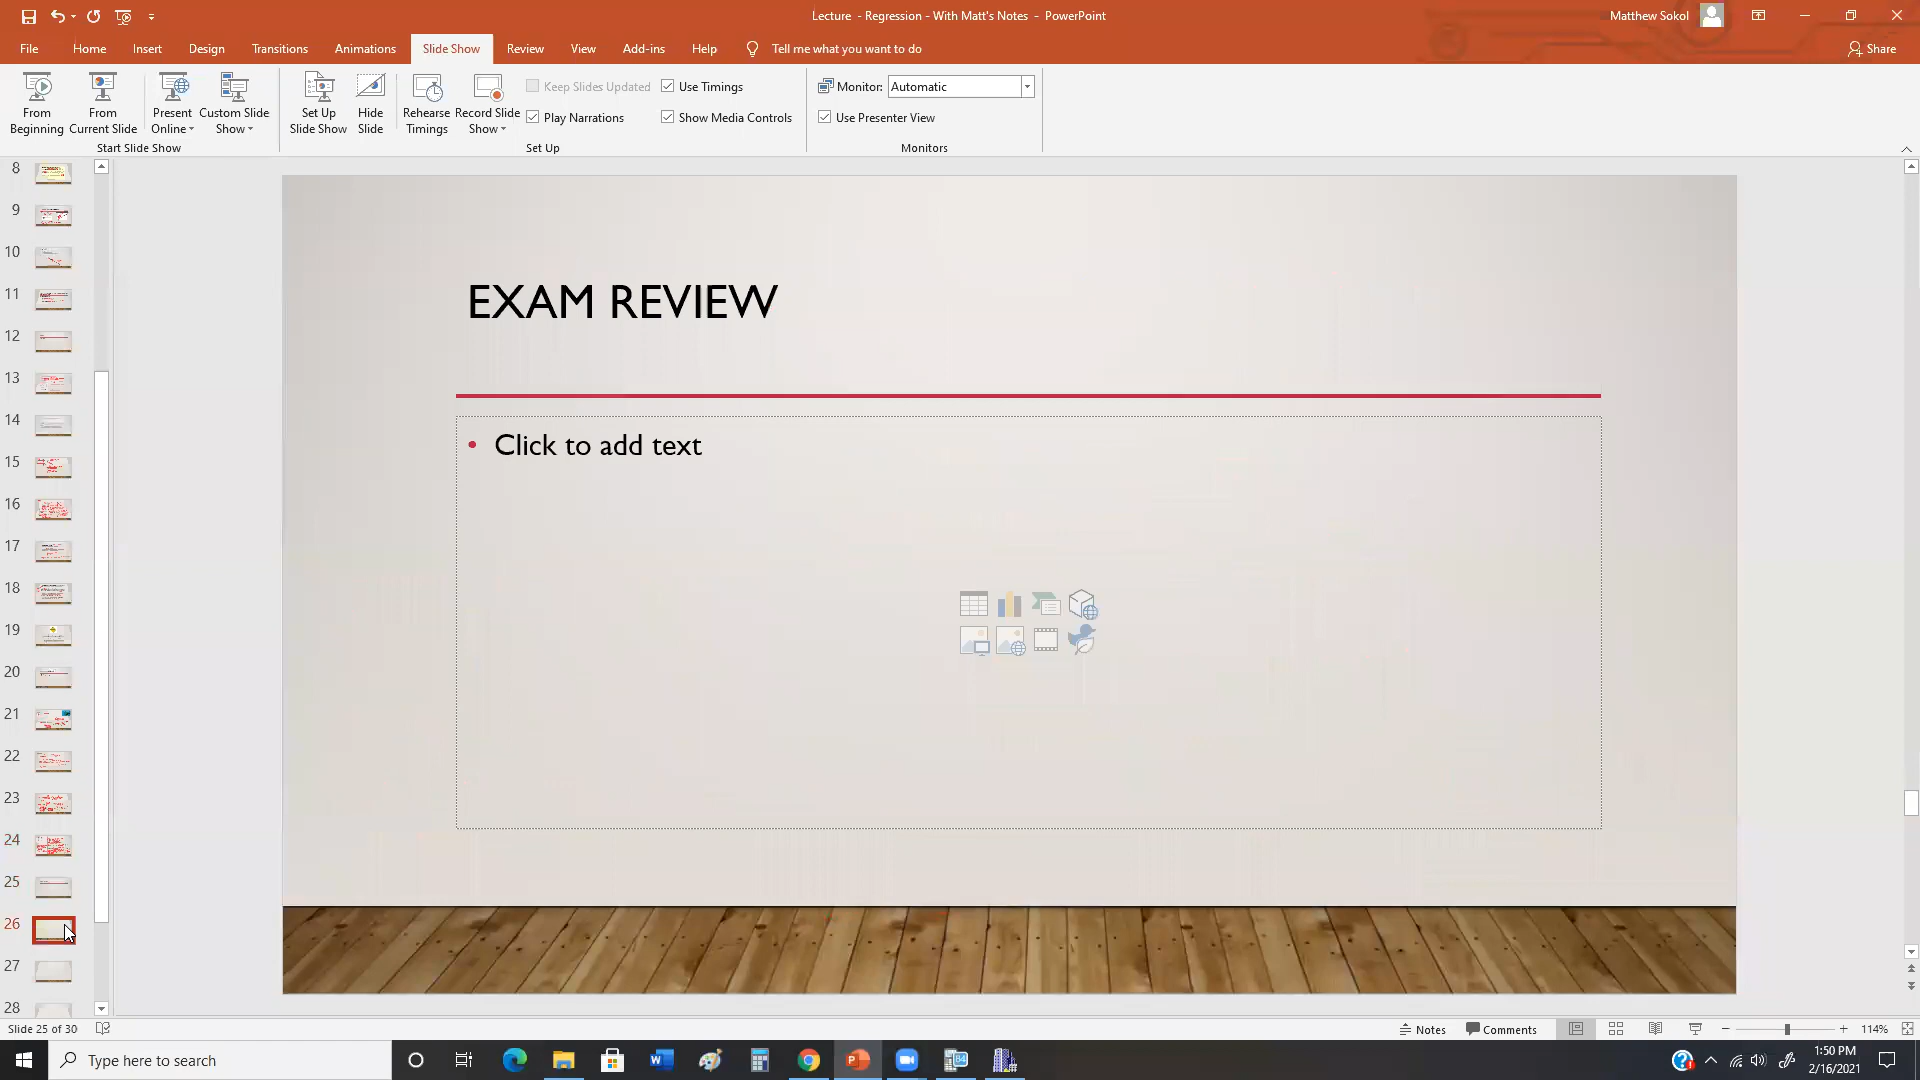 Lecture - Regression - With Matt's Notes - PowerPoint
Matthew Sokol
File Home Insert Design Transitions Animations Slide Show Review View Add-ins Help Tell me what you want to do
Share
From Beginning
From Current Slide
Present Online
Custom Slide Show
Set Up Slide Show
Hide Slide
Rehearse Timings
Record Slide Show
Keep Slides Updated
Use Timings
Play Narrations
Show Media Controls
Monitor: Automatic
Use Presenter View
Start Slide Show
Set Up
Monitors
8
9
10
11
12
13
14
15
16
17
18
19
20
21
22
23
24
25
26
27
28
EXAM REVIEW
• Click to add text
Slide 25 of 30
Notes
Comments
114%
Type here to search
1:50 PM
2/16/2021